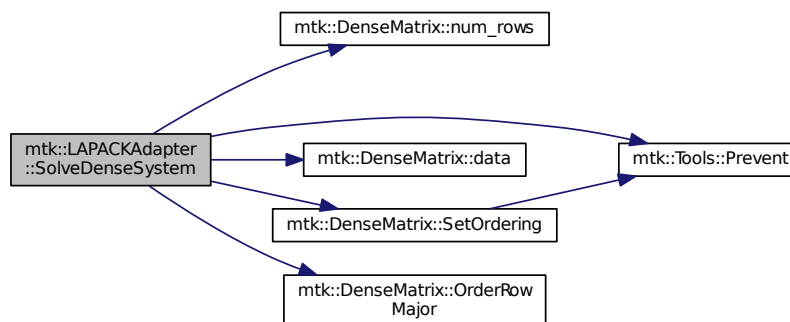 mtk::DenseMatrix::num_rows
mtk::LAPACKAdapter
::SolveDenseSystem
mtk::DenseMatrix::data
mtk::Tools::Prevent
mtk::DenseMatrix::SetOrdering
mtk::DenseMatrix::OrderRow
Major